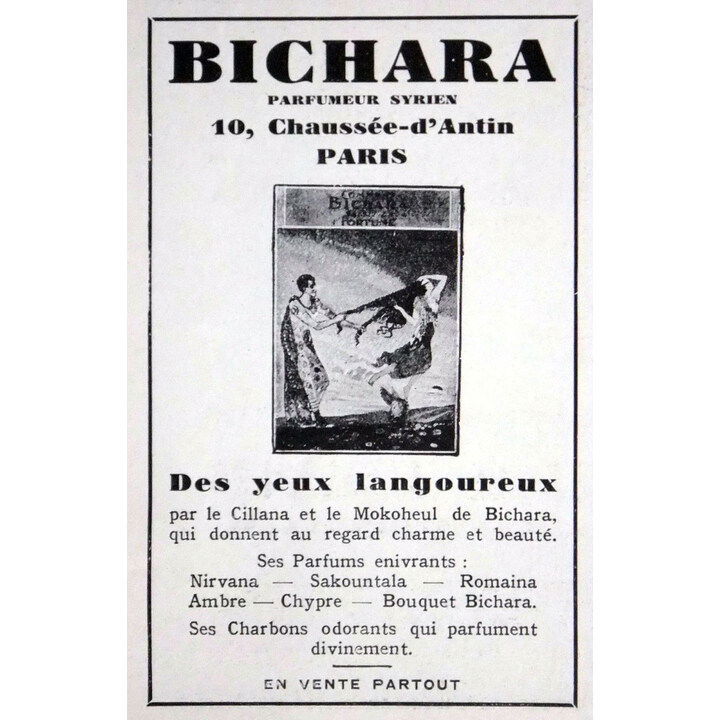 BICHARA
PARFUMEUR SYRIEN
10, Chaussée-d'Antin
PARIS
BICHARA
FORTUNE
Des yeux langoureux
par le Cillana et le Mokoheul de Bichara,
qui donnent au regard charme et beauté.
Ses Parfums enivrants :
Nirvana — Sakountala — Romaina
Ambre — Chypre — Bouquet Bichara.
Ses Charbons odorants qui parfument
divinement.
EN VENTE PARTOUT